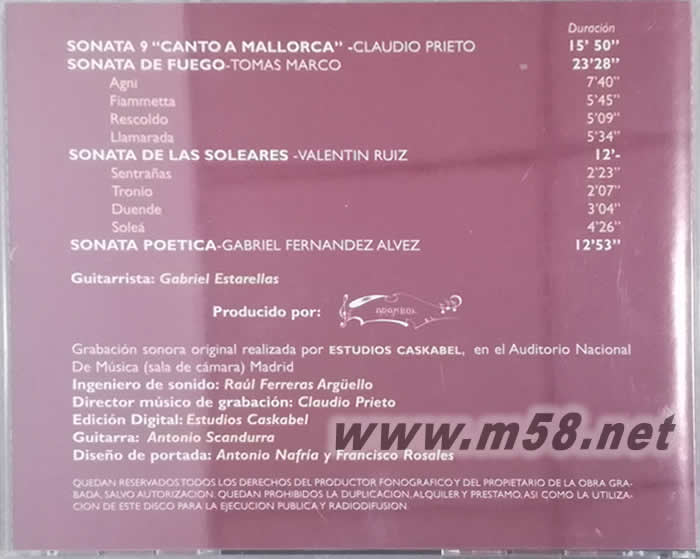 Duración
SONATA 9 "CANTO A MALLORCA" -CLAUDIO PRIETO 15' 50"
SONATA DE FUEGO-TOMAS MARCO 23'28"
Agni 7'40"
Fiammetta 5'45"
Rescoldo 5'09"
Llamarada 5'34"
SONATA DE LAS SOLEARES -VALENTIN RUIZ 12'-
Sentrañas 2'23"
Tronio 2'07"
Duende 3'04"
Soleá 4'26"
SONATA POETICA-GABRIEL FERNANDEZ ALVEZ 12'53"
Guitarrista: Gabriel Estarellas
Producido por:
Grabación sonora original realizada por ESTUDIOS CASKABEL, en el Auditorio Nacional
De Música (sala de cámara) Madrid
Ingeniero de sonido: Raúl Ferreras Argüello
Director músico de grabación: Claudio Prieto
Edición Digital: Estudios Caskabel
Guitarra: Antonio Scandurra
www.m58.net
Diseño de portada: Antonio Nafría y Francisco Rosales
QUEDAN RESERVADOS TODOS LOS DERECHOS DEL PRODUCTOR FONOGRAFICO Y DEL PROPIETARIO DE LA OBRA GRA-
BADA, SALVO AUTORIZACION. QUEDAN PROHIBIDOS LA DUPLICACION, ALQUILER Y PRESTAMO, ASI COMO LA UTILIZA-
CION DE ESTE DISCO PARA LA EJECUCION PUBLICA Y RADIODIFUSION.